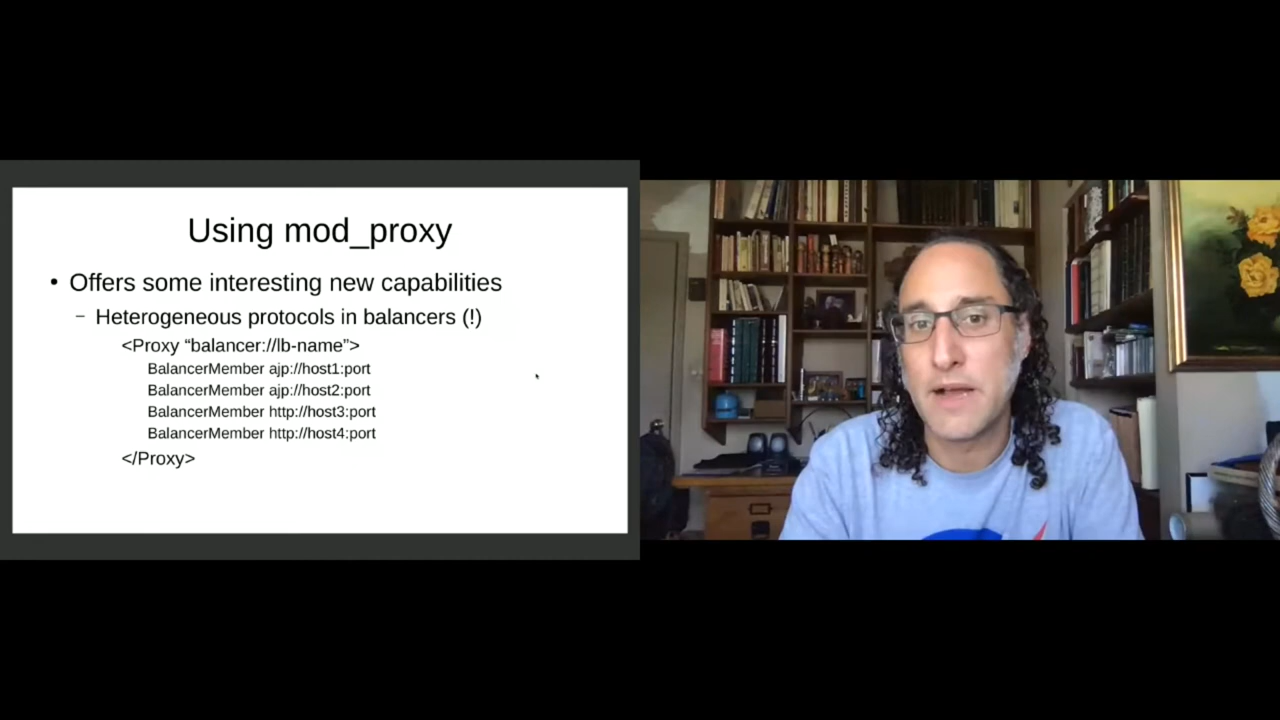 Using mod_proxy
• Offers some interesting new capabilities
– Heterogeneous protocols in balancers (!)
<Proxy “balancer://lb-name”>
BalancerMember ajp://host1:port
BalancerMember ajp://host2:port
BalancerMember http://host3:port
BalancerMember http://host4:port
</Proxy>